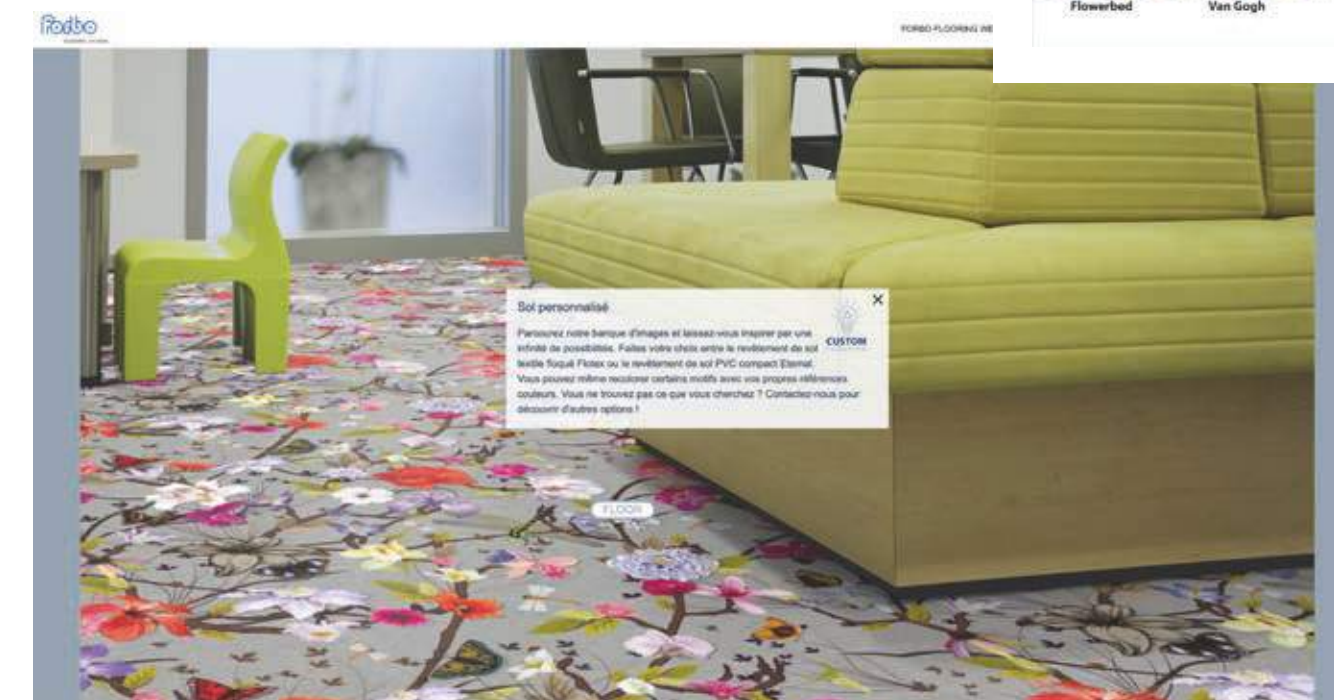 Flowerbed Van Gogh
Forbo
FORBO FLOORING WE
Sol personnalisé
CUSTOM
Parcourez notre banque d'images et laissez-vous inspirer par une
infinité de possibilités. Faites votre choix entre le revêtement de sol
textile floqué Flotex ou le revêtement de sol PVC compact Eternal.
Vous pouvez même recolorer certains motifs avec vos propres références
couleurs. Vous ne trouvez pas ce que vous cherchez ? Contactez-nous pour
découvrir d'autres options !
FLOOR